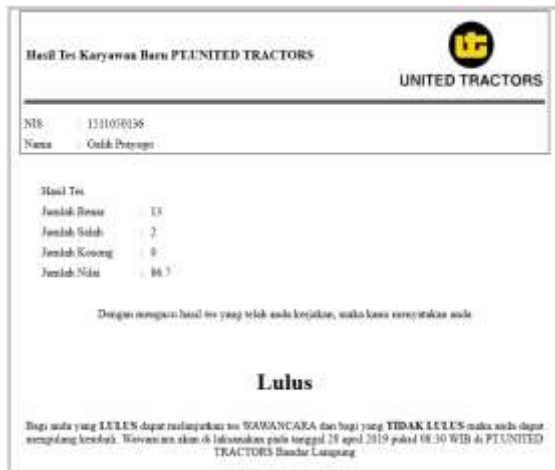 Hasil Tes Karyawan Baru PT.UNITED TRACTORS
UNITED TRACTORS
NIS : 1511050136
Nama : Galih Prayogo
Hasil Tes
Jumlah Benar : 13
Jumlah Salah : 2
Jumlah Kosong : 0
Jumlah Nilai : 86.7
Dengan mengacu hasil tes yang telah anda kerjakan, maka kami menyatakan anda
Lulus
Bagi anda yang LULUS dapat melanjutkan tes WAWANCARA dan bagi yang TIDAK LULUS maka anda dapat
mengulang kembali. Wawancara akan di laksanakan pada tanggal 28 april 2019 pukul 08.30 WIB di PT.UNITED
TRACTORS Bandar Lampung